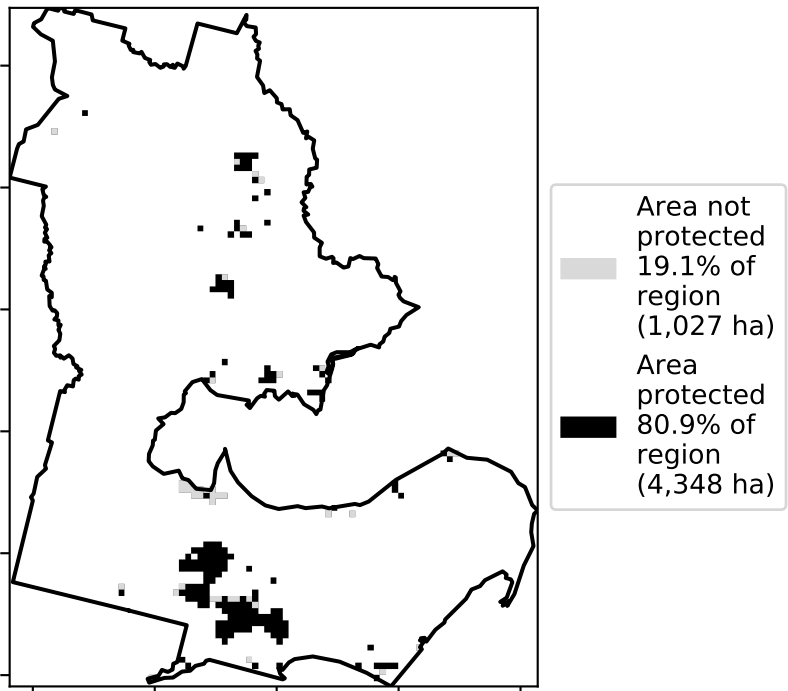 Area not
protected
19.1% of
region
(1,027 ha)
Area
protected
80.9% of
region
(4,348 ha)